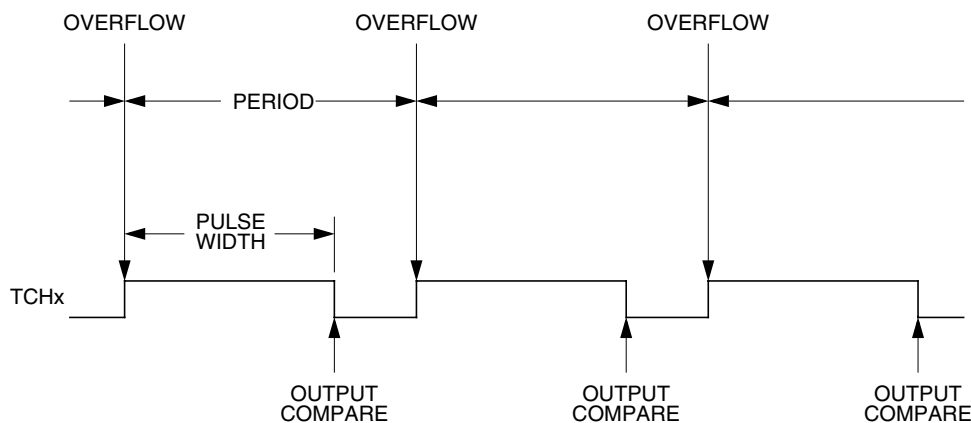 OVERFLOW
OVERFLOW
OVERFLOW
PERIOD
PULSE
WIDTH
TCHx
OUTPUT
COMPARE
OUTPUT
COMPARE
OUTPUT
COMPARE